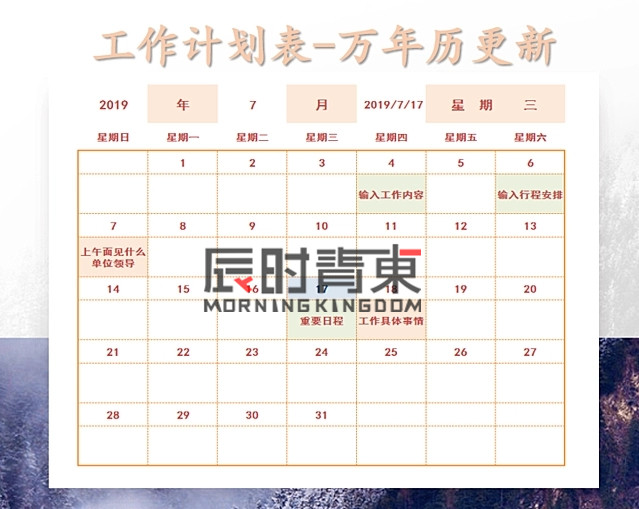 工作计划表-万年历更新
2019 年 7 月 2019/7/17 星 期 三
星期日 星期一 星期二 星期三 星期四 星期五 星期六
1 2 3 4 5 6
输入工作内容 输入行程安排
7 8 9 10 11 12 13
上午面见什么
单位领导
辰时青東
14 15 16 17 18 19 20
MORNINGKINGDOM
重要日程 工作具体事情
21 22 23 24 25 26 27
28 29 30 31